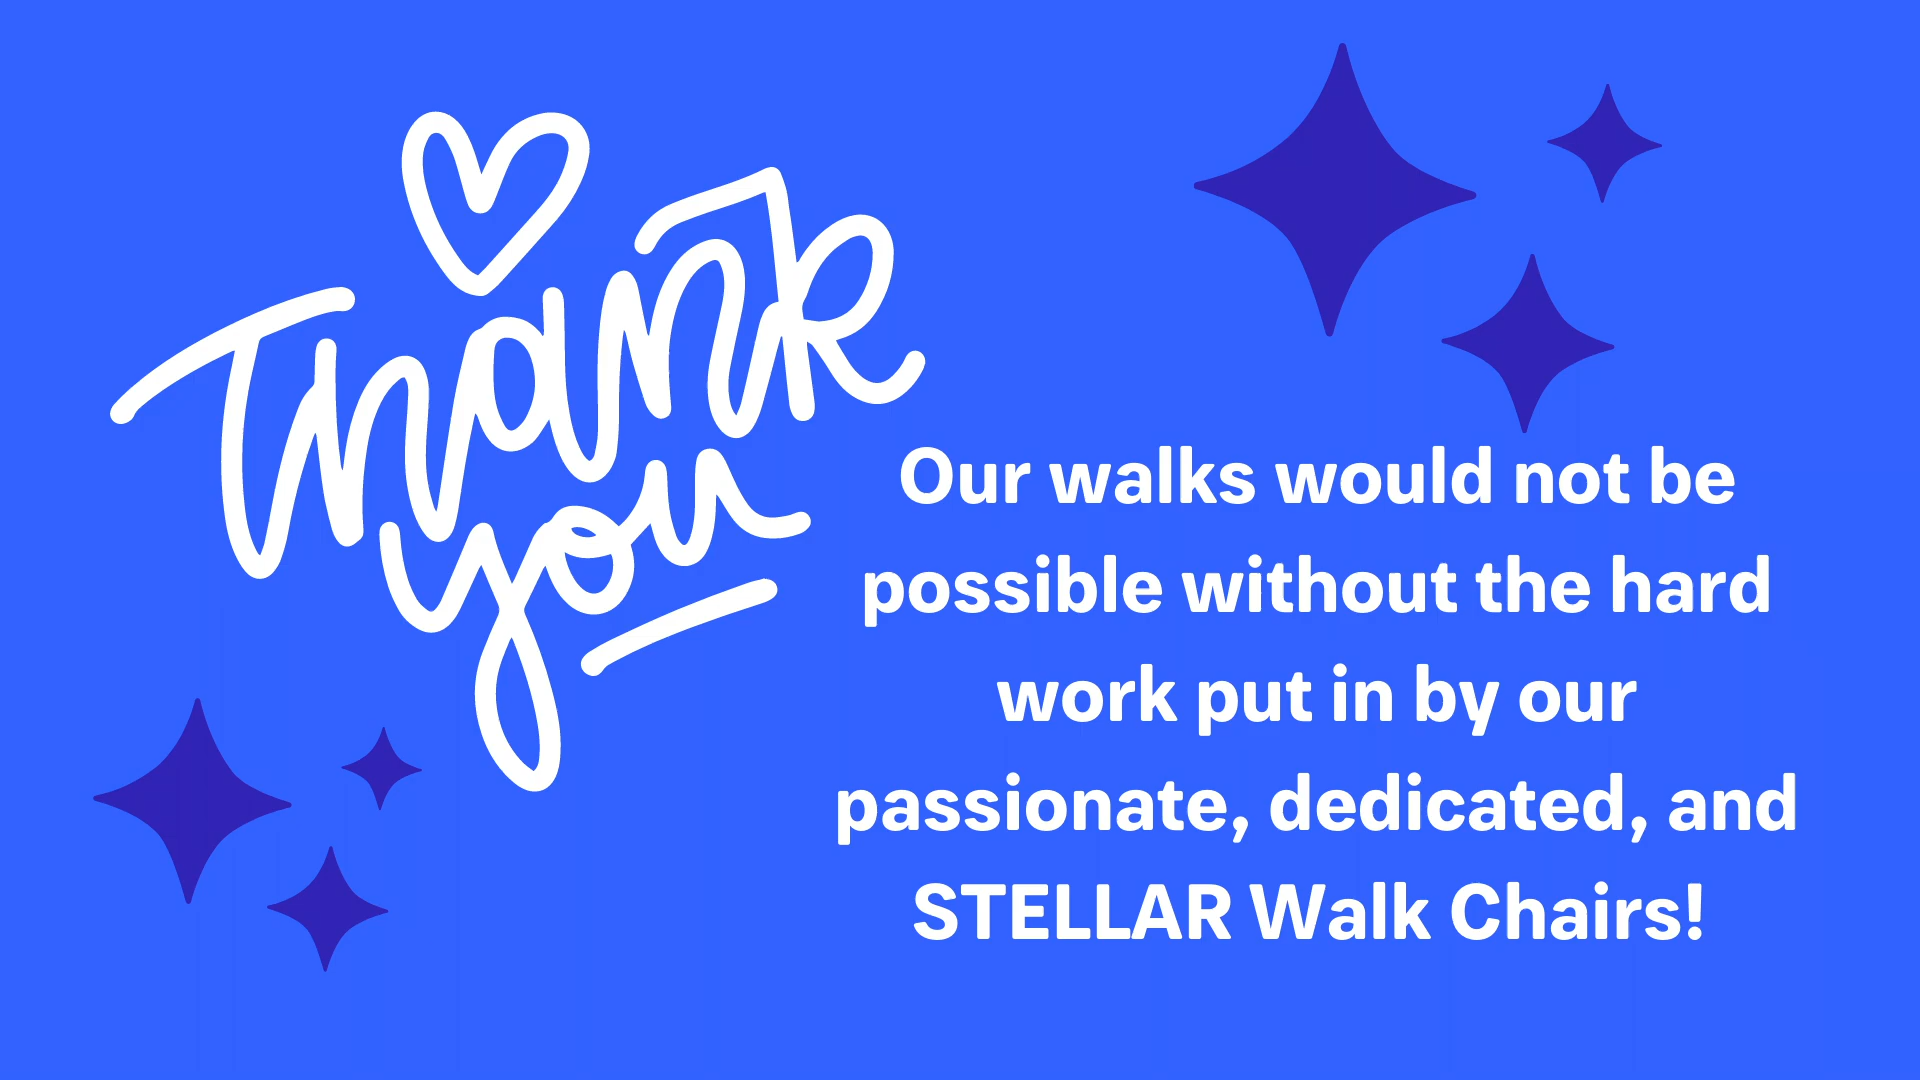 Thank
you
Our walks would not be
possible without the hard
work put in by our
passionate, dedicated, and
STELLAR Walk Chairs!